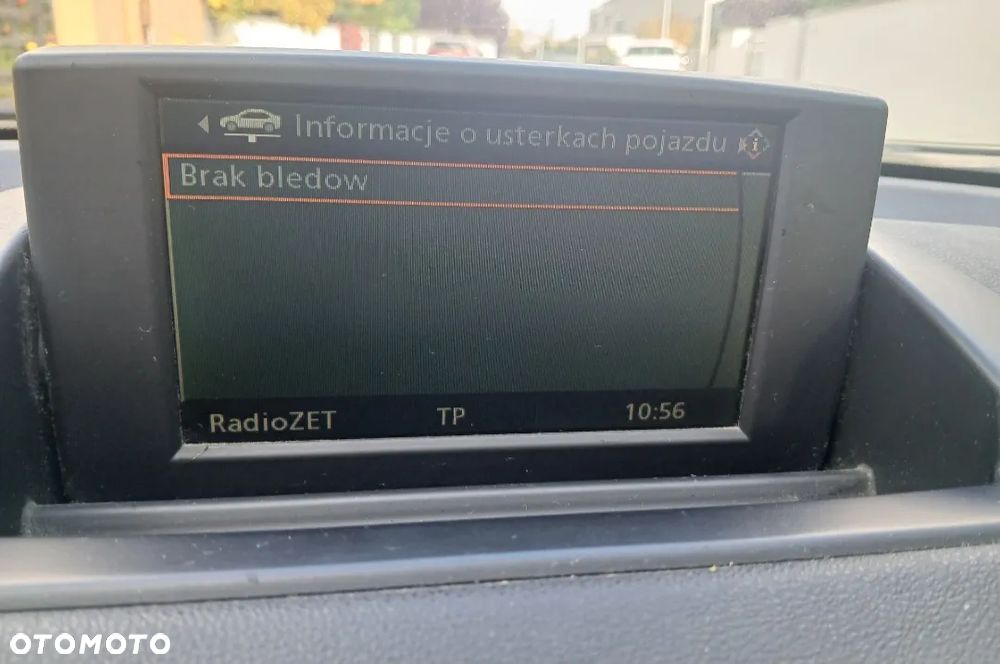 Informacje o usterkach pojazdu
Brak bledow
RadioZET TP 10:56
OTOMOTO